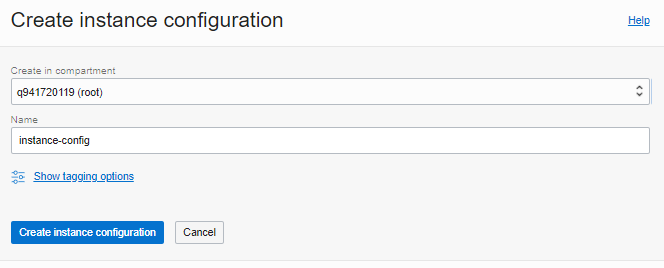 Create instance configuration
Help
Create in compartment
q941720119 (root)
Name
instance-config
Show tagging options
Create instance configuration
Cancel